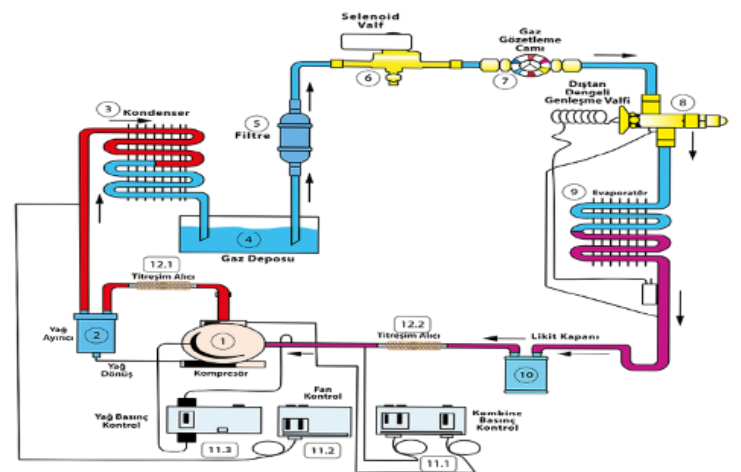 Selenoid
Valf
6
Gaz
Gözetleme
Camı
7
Dıştan
Dengeli
Genleşme Valfi
8
3
Kondenser
5
Filtre
4
Gaz Deposu
9
Evaporatör
12.1
Titreşim Alıcı
Yağ
Ayırıcı
2
Yağ
Dönüş
1
Kompresör
12.2
Titreşim Alıcı
Likit Kapanı
10
Yağ Basınç
Kontrol
11.3
Fan
Kontrol
11.2
Kombine
Basınç
Kontrol
11.1